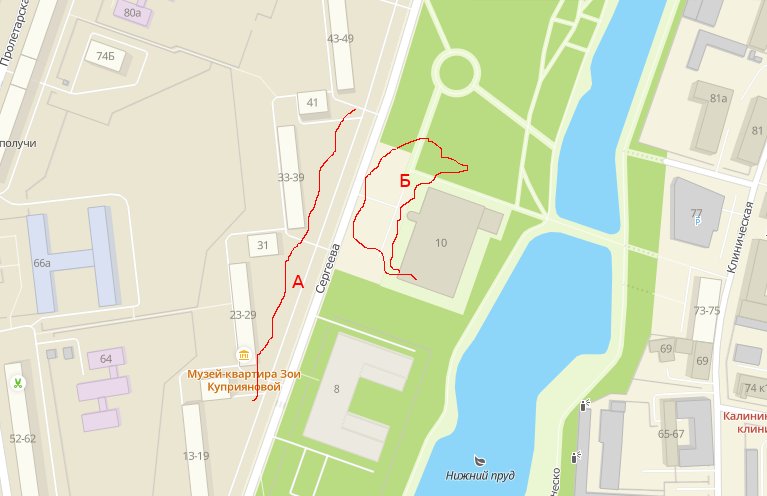 80а
Пролетарска
43-49
74Б
41
81а
81
получи
33-39
Б
77
Р
10
Клиническая
31
66а
Сергеева
А
23-29
73-75
69
69
64
Музей-квартира Зои
Куприяновой
8
74 к
Калинин
клини
52-62
13-19
65-67
Нижний пруд
ческо